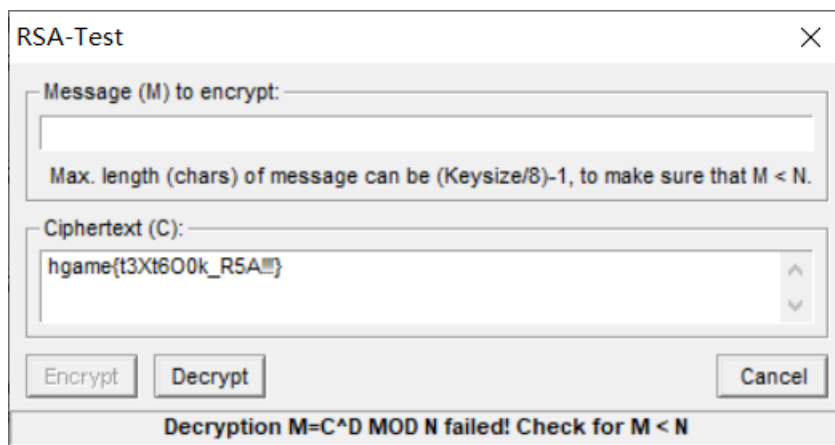 RSA-Test
Message (M) to encrypt:
Max. length (chars) of message can be (Keysize/8)-1, to make sure that M < N.
Ciphertext (C):
hgame{t3Xt6O0k_R5A!!!}
Encrypt
Decrypt
Cancel
Decryption M=C^D MOD N failed! Check for M < N